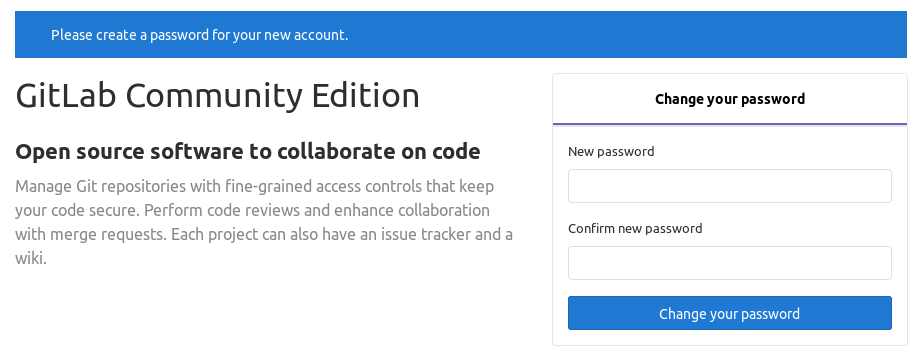 Please create a password for your new account.
GitLab Community Edition
Open source software to collaborate on code
Manage Git repositories with fine-grained access controls that keep
your code secure. Perform code reviews and enhance collaboration
with merge requests. Each project can also have an issue tracker and a
wiki.
Change your password
New password
Confirm new password
Change your password